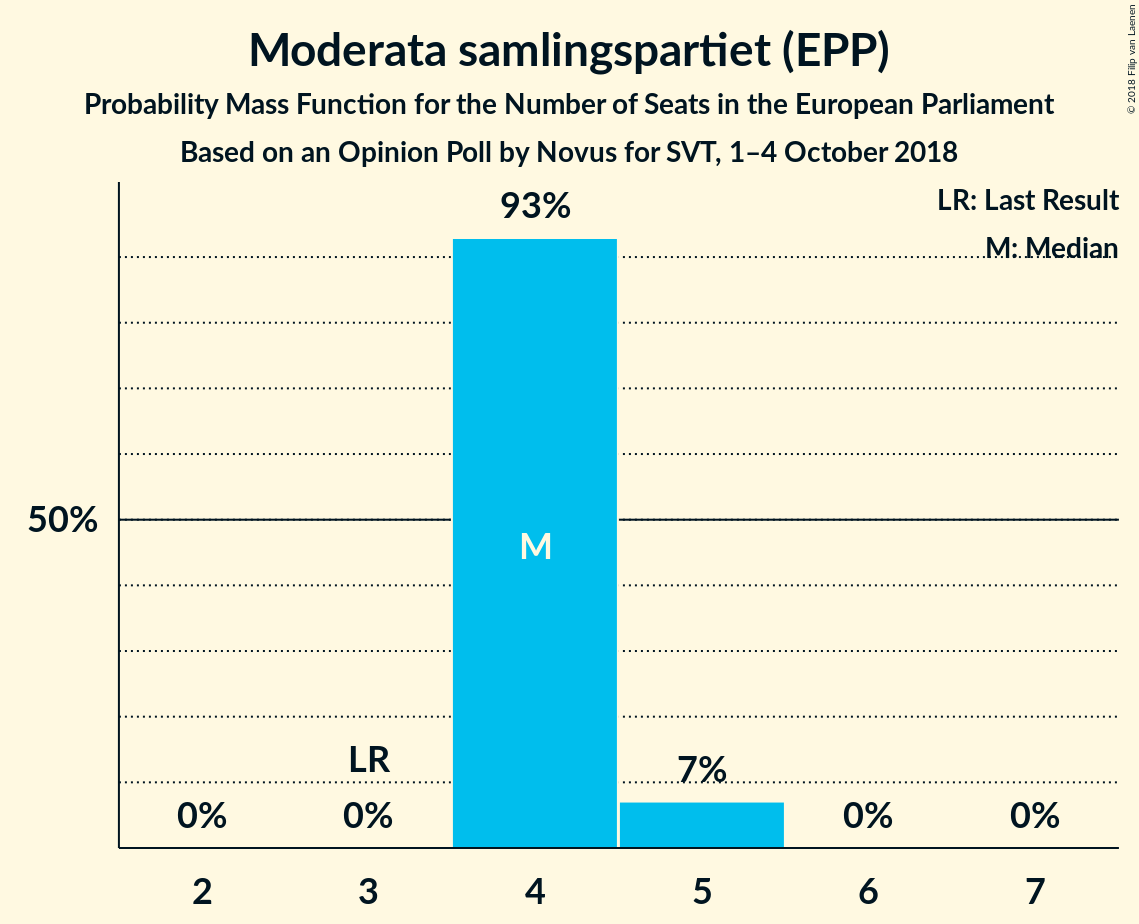 Moderata samlingspartiet (EPP)
Probability Mass Function for the Number of Seats in the European Parliament
Based on an Opinion Poll by Novus for SVT, 1–4 October 2018
© 2018 Filip van Laenen
LR: Last Result
M: Median
93%
50%
M
LR
7%
0%
0%
0%
0%
2
3
4
5
6
7